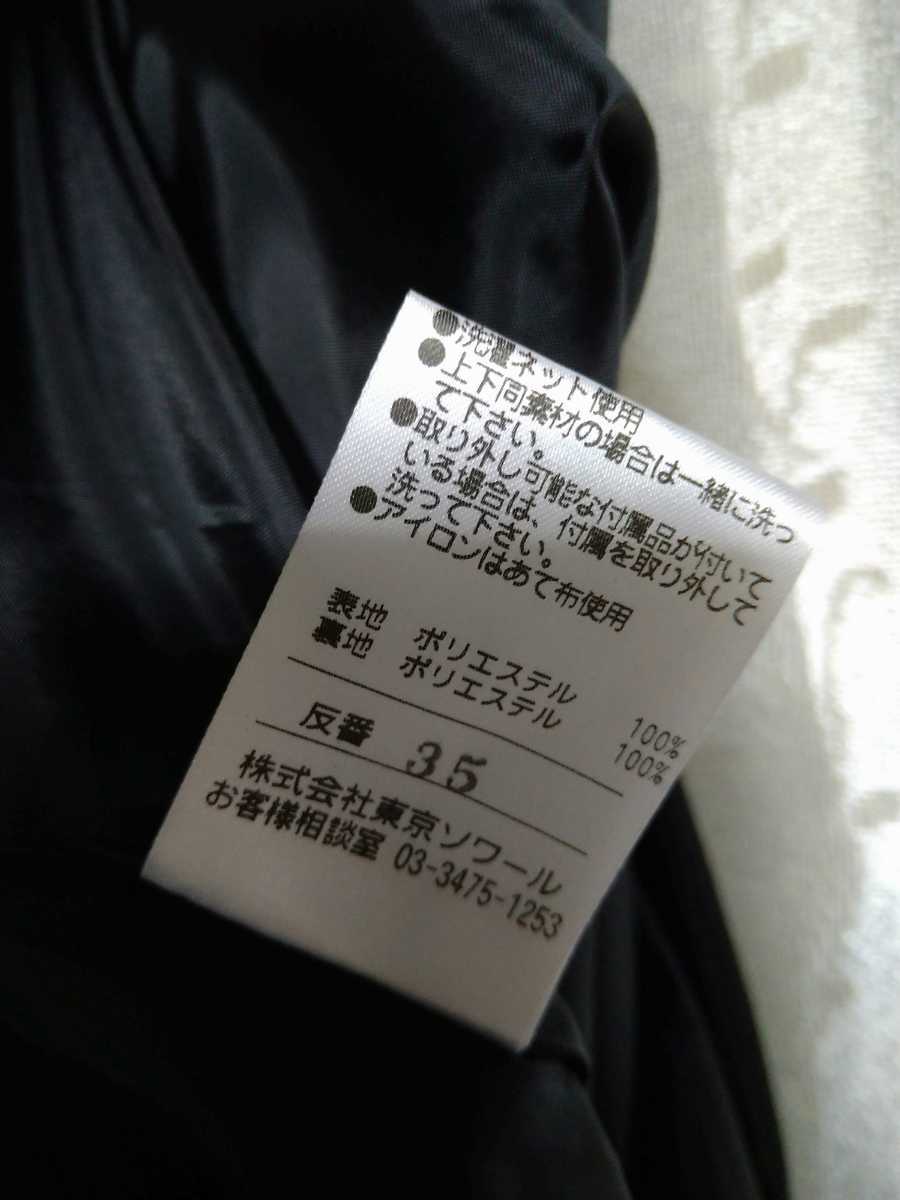 ●洗濯ネット使用
●上下同素材の場合は一緒に洗っ
て下さい。
●取り外し可能な付属品が付いて
いる場合は、付属を取り外して
洗って下さい。
●アイロンはあて布使用
表地 ポリエステル 100%
裏地 ポリエステル 100%
反番 35
株式会社東京ソワール
お客様相談室 03-3475-1253